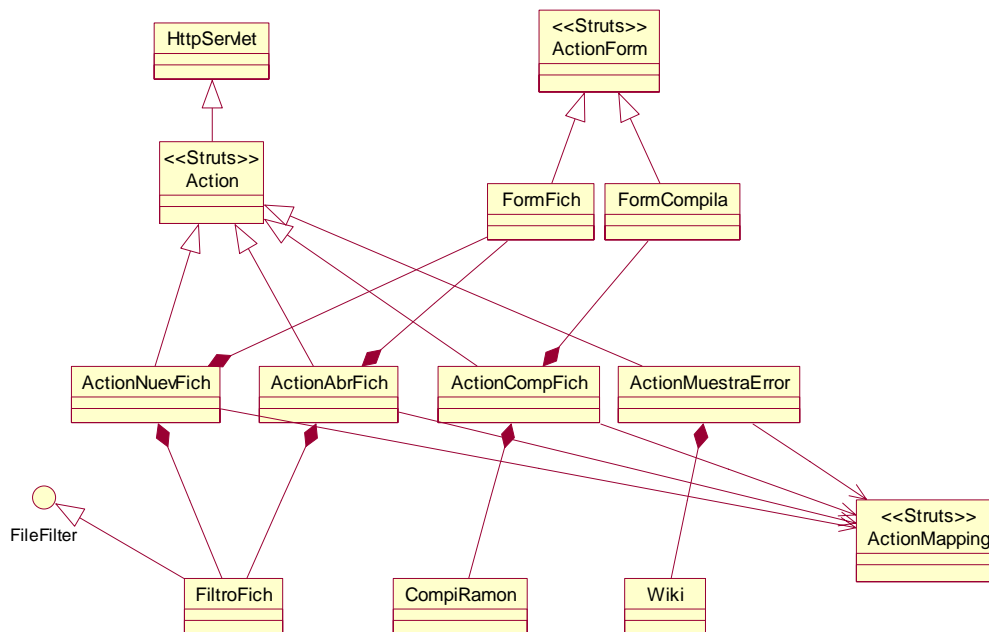 HttpServlet
<<Struts>>
ActionForm
<<Struts>>
Action
FormFich
FormCompila
ActionNuevFich
ActionAbrFich
ActionCompFich
ActionMuestraError
FileFilter
<<Struts>>
ActionMapping
FiltroFich
CompiRamon
Wiki